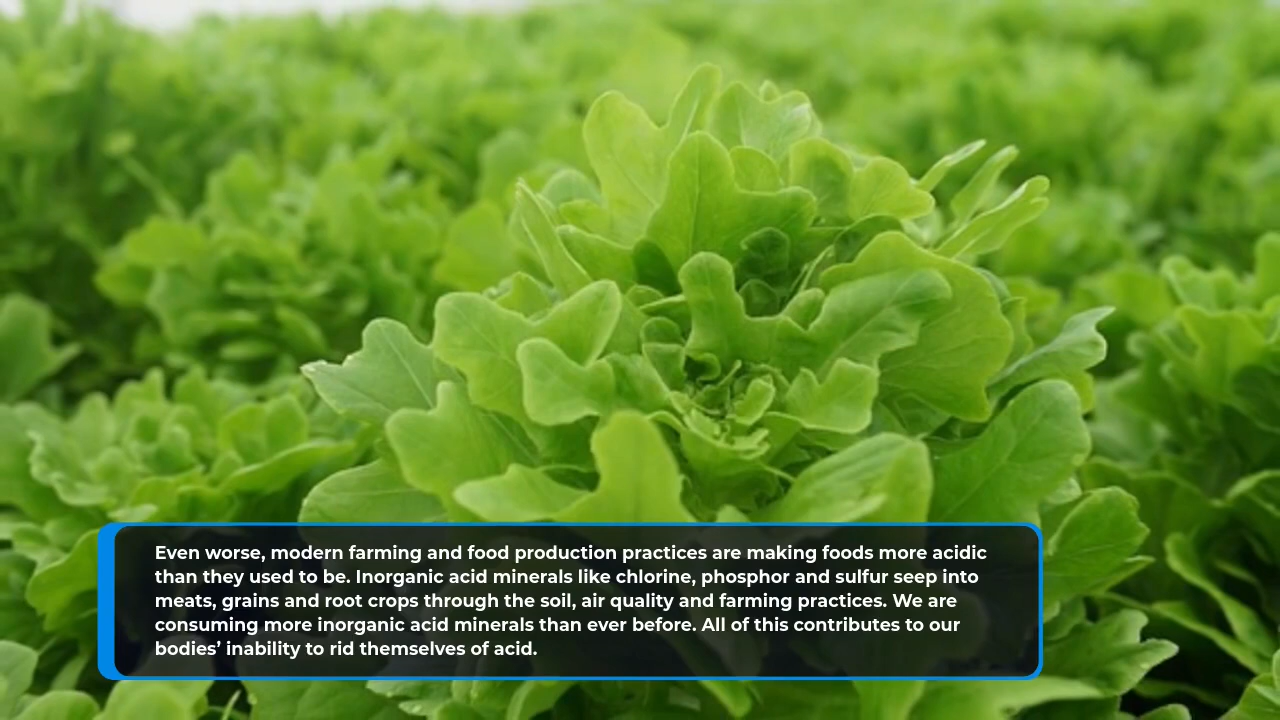 Even worse, modern farming and food production practices are making foods more acidic
than they used to be. Inorganic acid minerals like chlorine, phosphor and sulfur seep into
meats, grains and root crops through the soil, air quality and farming practices. We are
consuming more inorganic acid minerals than ever before. All of this contributes to our
bodies’ inability to rid themselves of acid.